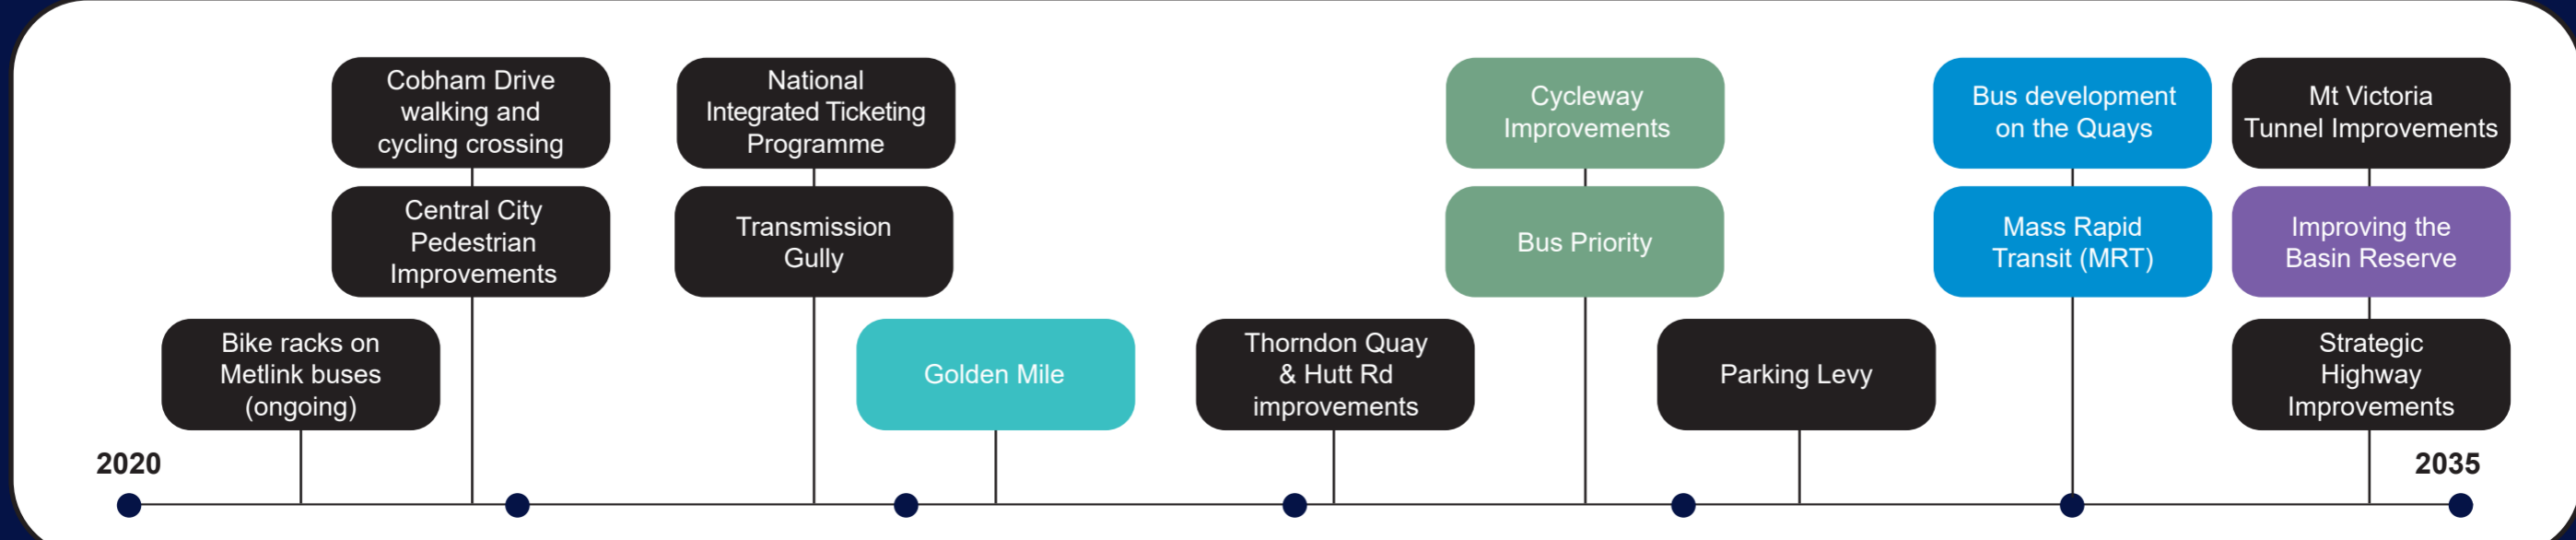 Cobham Drive
walking and
cycling crossing
National
Integrated Ticketing
Programme
Cycleway
Improvements
Bus development
on the Quays
Mt Victoria
Tunnel Improvements
Central City
Pedestrian
Improvements
Transmission
Gully
Bus Priority
Mass Rapid
Transit (MRT)
Improving the
Basin Reserve
Bike racks on
Metlink buses
(ongoing)
Golden Mile
Thorndon Quay
& Hutt Rd
improvements
Parking Levy
Strategic
Highway
Improvements
2020
2035